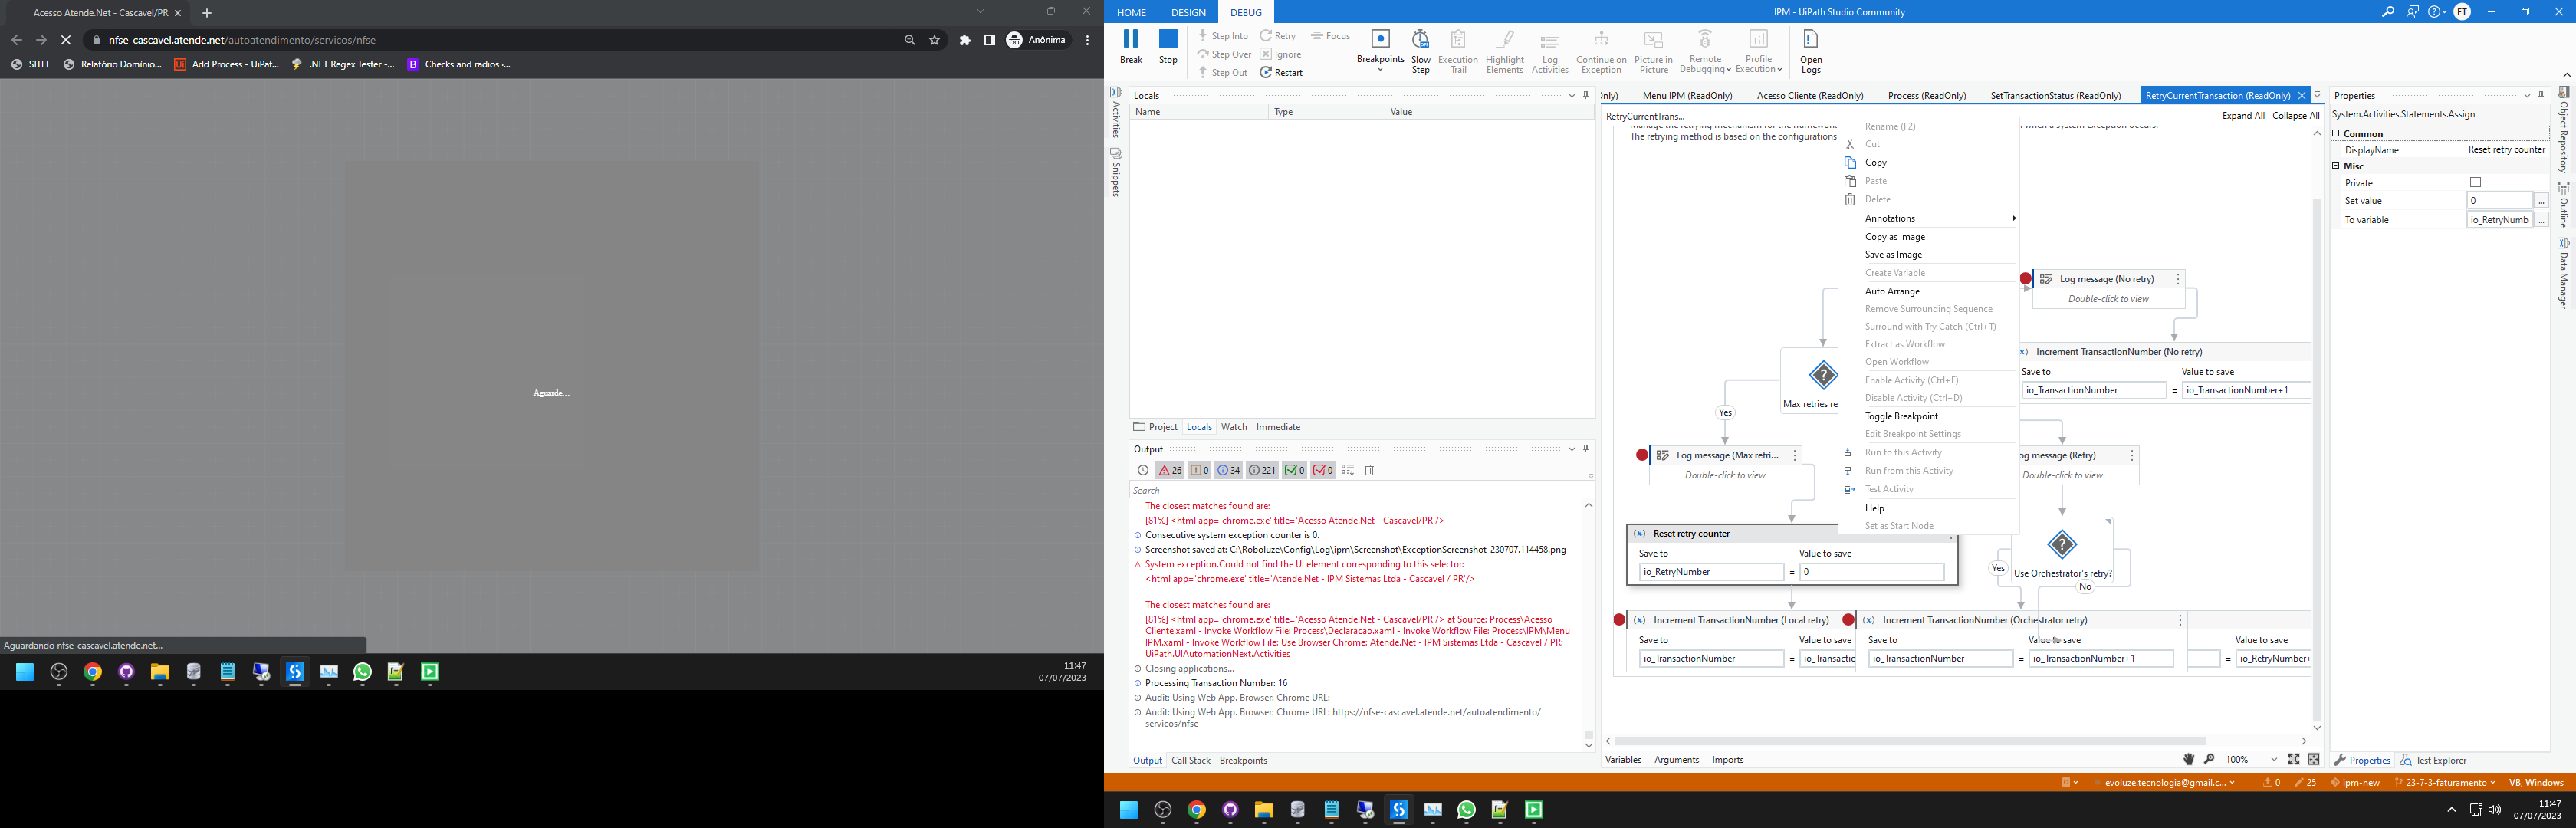 Acesso Atende.Net - Cascavel/PR
nfse-cascavel.atende.net/autoatendimento/servicos/nfse
Anônima
SITEF
Relatório Domínio...
Add Process - UiPat...
.NET Regex Tester -...
Checks and radios ·...
Aguarde...
Aguardando nfse-cascavel.atende.net...
11:47
07/07/2023
HOME
DESIGN
DEBUG
IPM - UiPath Studio Community
ET
Break
Stop
Step Into
Step Over
Step Out
Retry
Ignore
Restart
Focus
Breakpoints
Slow Step
Execution Trail
Highlight Elements
Log Activities
Continue on Exception
Picture in Picture
Remote Debugging
Profile Execution
Open Logs
Activities
Snippets
Locals
Name
Type
Value
Project
Locals
Watch
Immediate
Output
26
0
34
221
0
0
Search
The closest matches found are:
[81%] <html app='chrome.exe' title='Acesso Atende.Net - Cascavel/PR'/>
Consecutive system exception counter is 0.
Screenshot saved at: C:\Roboluze\Config\Log\ipm\Screenshot\ExceptionScreenshot_230707.114458.png
System exception.Could not find the UI element corresponding to this selector:
<html app='chrome.exe' title='Atende.Net - IPM Sistemas Ltda - Cascavel / PR'/>
The closest matches found are:
[81%] <html app='chrome.exe' title='Acesso Atende.Net - Cascavel/PR'/> at Source: Process\Acesso
Cliente.xaml - Invoke Workflow File: Process\Declaracao.xaml - Invoke Workflow File: Process\IPM\Menu
IPM.xaml - Invoke Workflow File: Use Browser Chrome: Atende.Net - IPM Sistemas Ltda - Cascavel / PR:
UiPath.UIAutomationNext.Activities
Closing applications...
Processing Transaction Number: 16
Audit: Using Web App. Browser: Chrome URL:
Audit: Using Web App. Browser: Chrome URL: https://nfse-cascavel.atende.net/autoatendimento/
servicos/nfse
Output
Call Stack
Breakpoints
Only)
Menu IPM (ReadOnly)
Acesso Cliente (ReadOnly)
Process (ReadOnly)
SetTransactionStatus (ReadOnly)
RetryCurrentTransaction (ReadOnly)
RetryCurrentTrans...
Expand All
Collapse All
The retrying method is based on the configurations
Rename (F2)
Cut
Copy
Paste
Delete
Annotations
Copy as Image
Save as Image
Create Variable
Auto Arrange
Remove Surrounding Sequence
Surround with Try Catch (Ctrl+T)
Extract as Workflow
Open Workflow
Enable Activity (Ctrl+E)
Disable Activity (Ctrl+D)
Toggle Breakpoint
Edit Breakpoint Settings
Run to this Activity
Run from this Activity
Test Activity
Help
Set as Start Node
Log message (No retry)
Double-click to view
Increment TransactionNumber (No retry)
Save to
Value to save
io_TransactionNumber
=
io_TransactionNumber+1
Max retries re
Yes
Log message (Max retri...
Double-click to view
og message (Retry)
Double-click to view
Reset retry counter
Save to
Value to save
io_RetryNumber
=
0
Use Orchestrator's retry?
Yes
No
Increment TransactionNumber (Local retry)
Save to
Value to save
io_TransactionNumber
=
io_Transactio
Increment TransactionNumber (Orchestrator retry)
Save to
Value to save
io_TransactionNumber
=
io_TransactionNumber+1
Value to save
=
io_RetryNumber+
Variables
Arguments
Imports
100%
Properties
System.Activities.Statements.Assign
Common
DisplayName
Reset retry counter
Misc
Private
Set value
0
...
To variable
io_RetryNumb
...
Properties
Test Explorer
Object Repository
Outline
Data Manager
evoluze.tecnologia@gmail.c...
0
25
ipm-new
23-7-3-faturamento
VB, Windows
11:47
07/07/2023